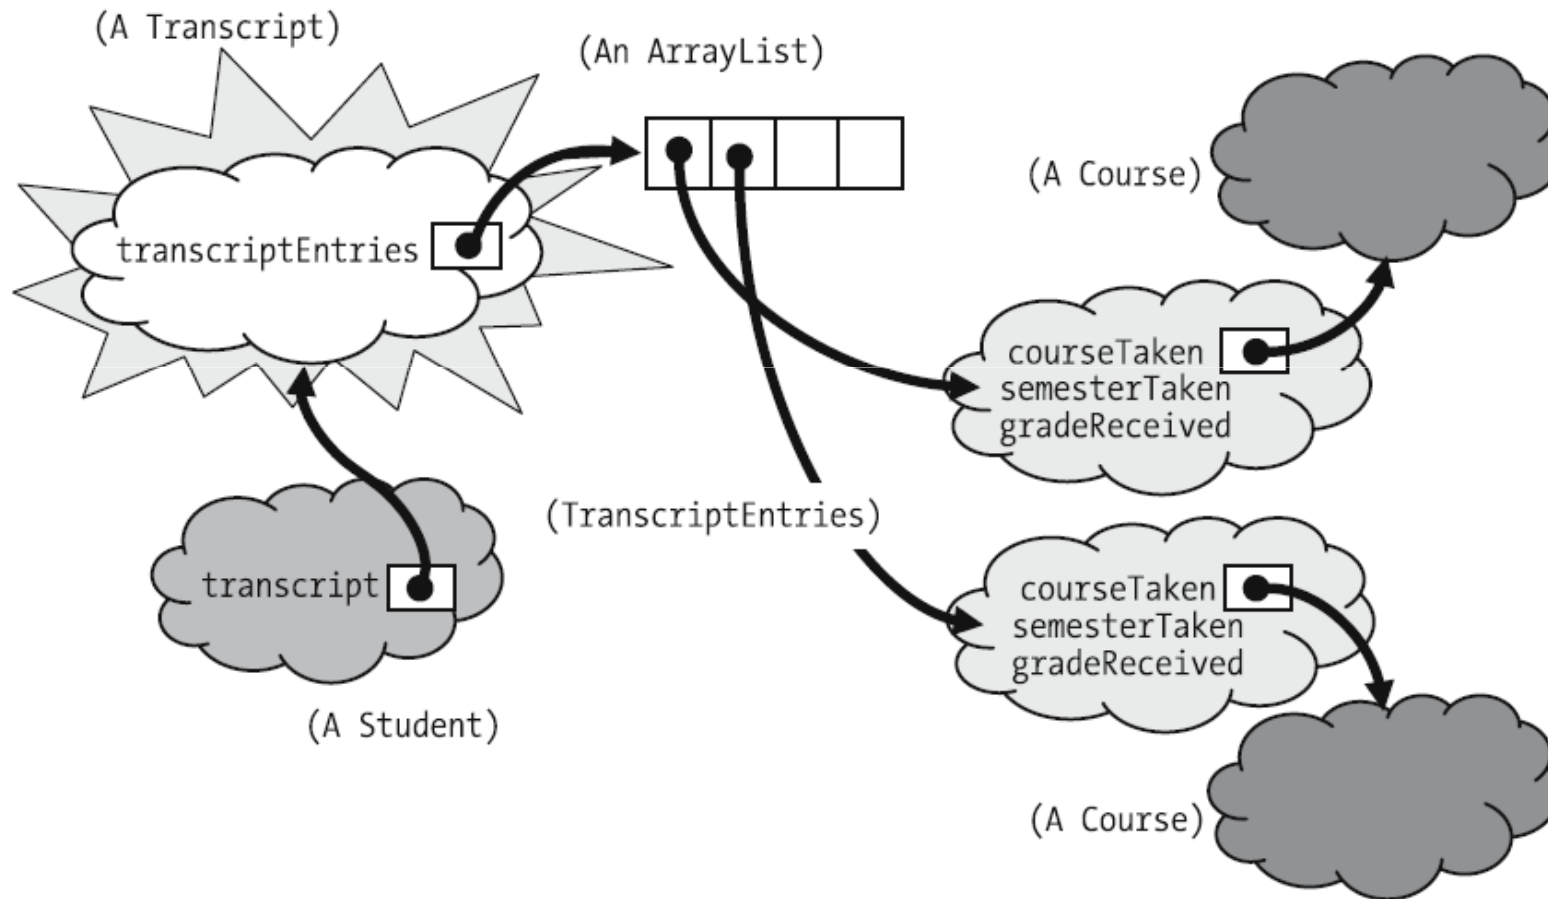 (A Transcript)
(An ArrayList)
(A Course)
transcriptEntries
courseTaken
semesterTaken
gradeReceived
(TranscriptEntries)
transcript
courseTaken
semesterTaken
gradeReceived
(A Student)
(A Course)